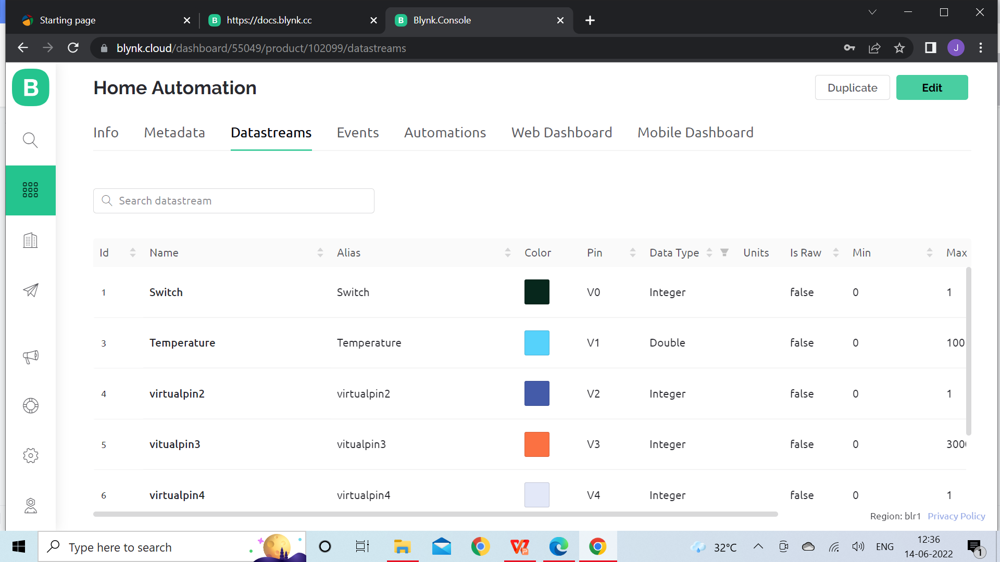 Starting page
https://docs.blynk.cc
Blynk.Console
blynk.cloud/dashboard/55049/product/102099/datastreams
J
B
Home Automation
Duplicate
Edit
Info Metadata Datastreams Events Automations Web Dashboard Mobile Dashboard
Search datastream
Id Name Alias Color Pin Data Type Units Is Raw Min Max
1 Switch Switch V0 Integer false 0 1
3 Temperature Temperature V1 Double false 0 100
4 virtualpin2 virtualpin2 V2 Integer false 0 1
5 vitualpin3 vitualpin3 V3 Integer false 0
6 virtualpin4 virtualpin4 V4 Integer false 0 1
Region: blr1 Privacy Policy
Type here to search
32°C
ENG
12:36
14-06-2022
1